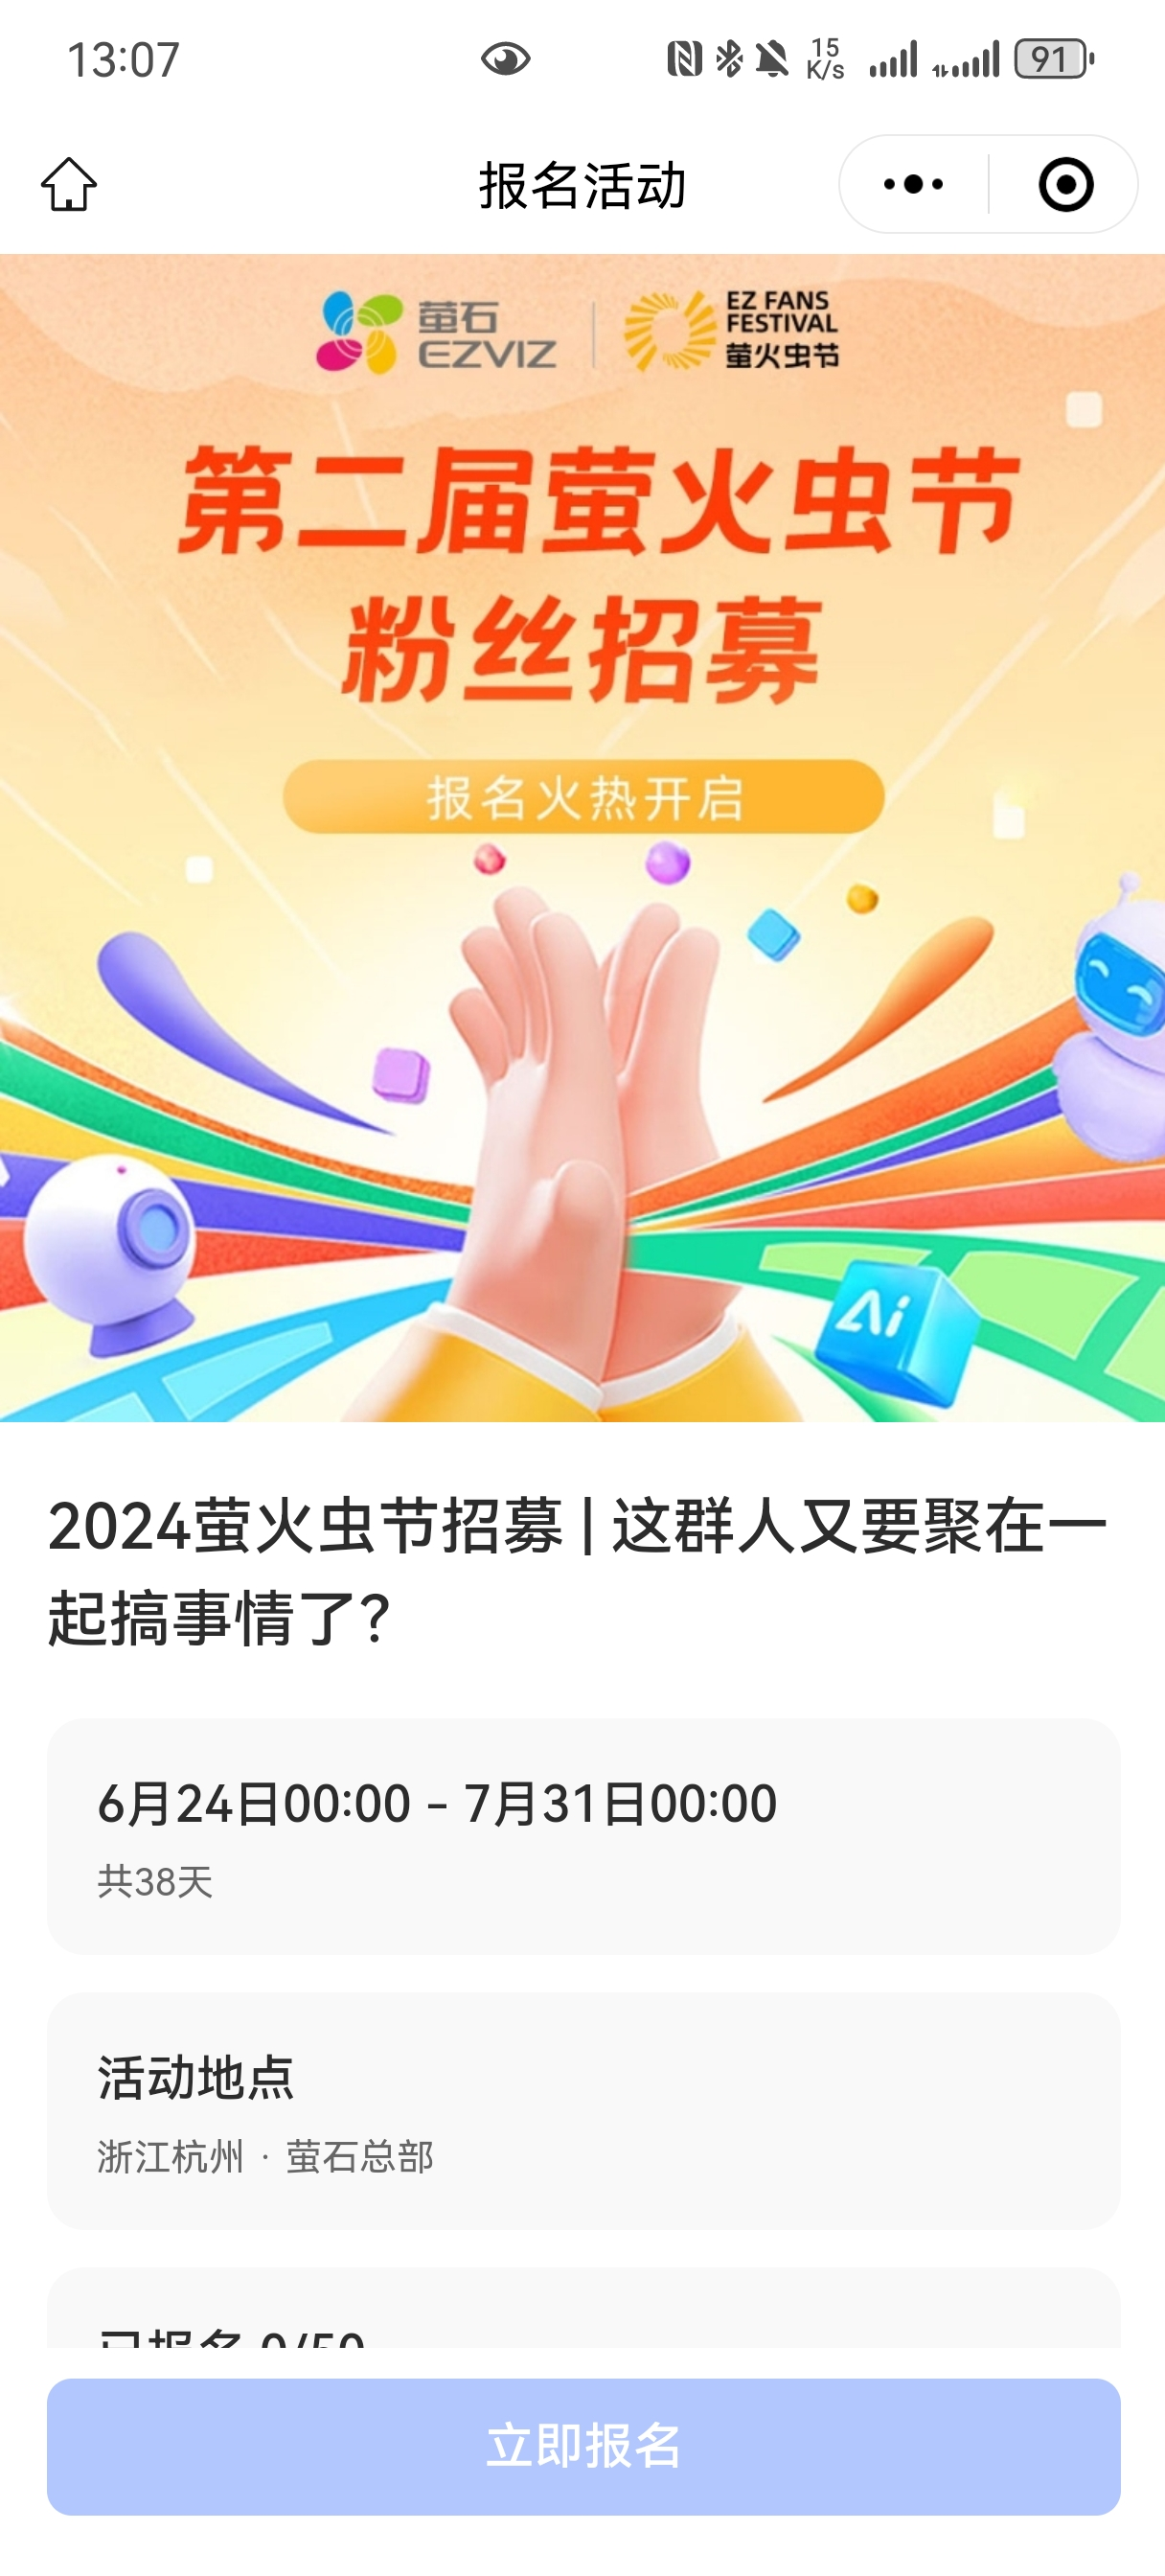 13:07
15
K/s
91
报名活动
萤石
EZVIZ
EZ FANS
FESTIVAL
萤火虫节
第二届萤火虫节
粉丝招募
报名火热开启
Ai
2024萤火虫节招募 | 这群人又要聚在一
起搞事情了?
6月24日00:00 - 7月31日00:00
共38天
活动地点
浙江杭州 · 萤石总部
已报名 0/50
立即报名